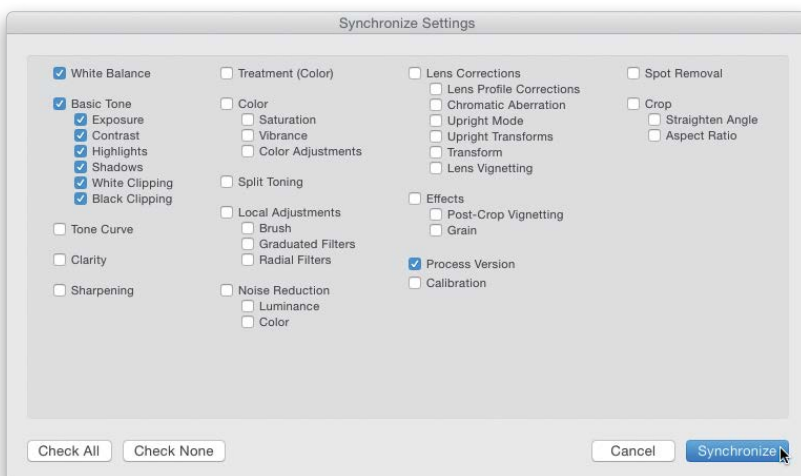 Synchronize Settings
White Balance
Basic Tone
Exposure
Contrast
Highlights
Shadows
White Clipping
Black Clipping
Tone Curve
Clarity
Sharpening
Treatment (Color)
Color
Saturation
Vibrance
Color Adjustments
Split Toning
Local Adjustments
Brush
Graduated Filters
Radial Filters
Noise Reduction
Luminance
Color
Lens Corrections
Lens Profile Corrections
Chromatic Aberration
Upright Mode
Upright Transforms
Transform
Lens Vignetting
Effects
Post-Crop Vignetting
Grain
Process Version
Calibration
Spot Removal
Crop
Straighten Angle
Aspect Ratio
Check All
Check None
Cancel
Synchronize